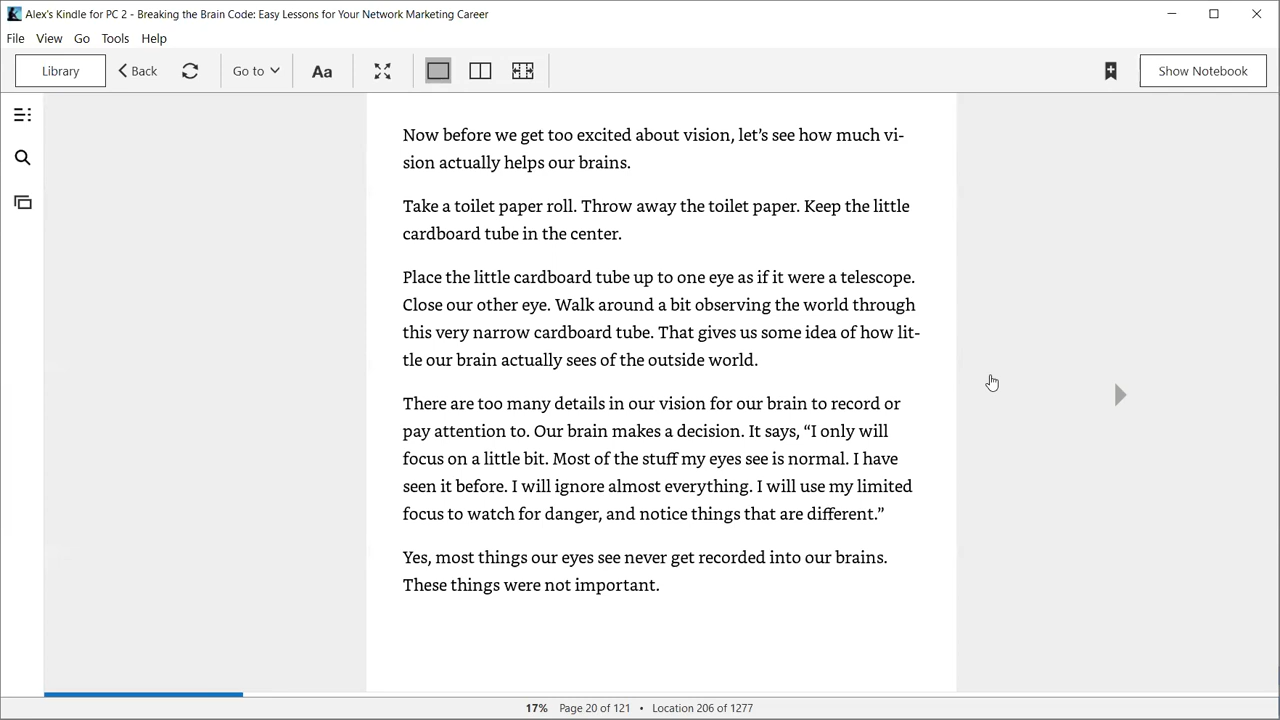 Alex's Kindle for PC 2 - Breaking the Brain Code: Easy Lessons for Your Network Marketing Career
File View Go Tools Help
Library Back Go to Aa Show Notebook
Now before we get too excited about vision, let’s see how much vi-
sion actually helps our brains.
Take a toilet paper roll. Throw away the toilet paper. Keep the little
cardboard tube in the center.
Place the little cardboard tube up to one eye as if it were a telescope.
Close our other eye. Walk around a bit observing the world through
this very narrow cardboard tube. That gives us some idea of how lit-
tle our brain actually sees of the outside world.
There are too many details in our vision for our brain to record or
pay attention to. Our brain makes a decision. It says, “I only will
focus on a little bit. Most of the stuff my eyes see is normal. I have
seen it before. I will ignore almost everything. I will use my limited
focus to watch for danger, and notice things that are different.”
Yes, most things our eyes see never get recorded into our brains.
These things were not important.
17% Page 20 of 121 • Location 206 of 1277